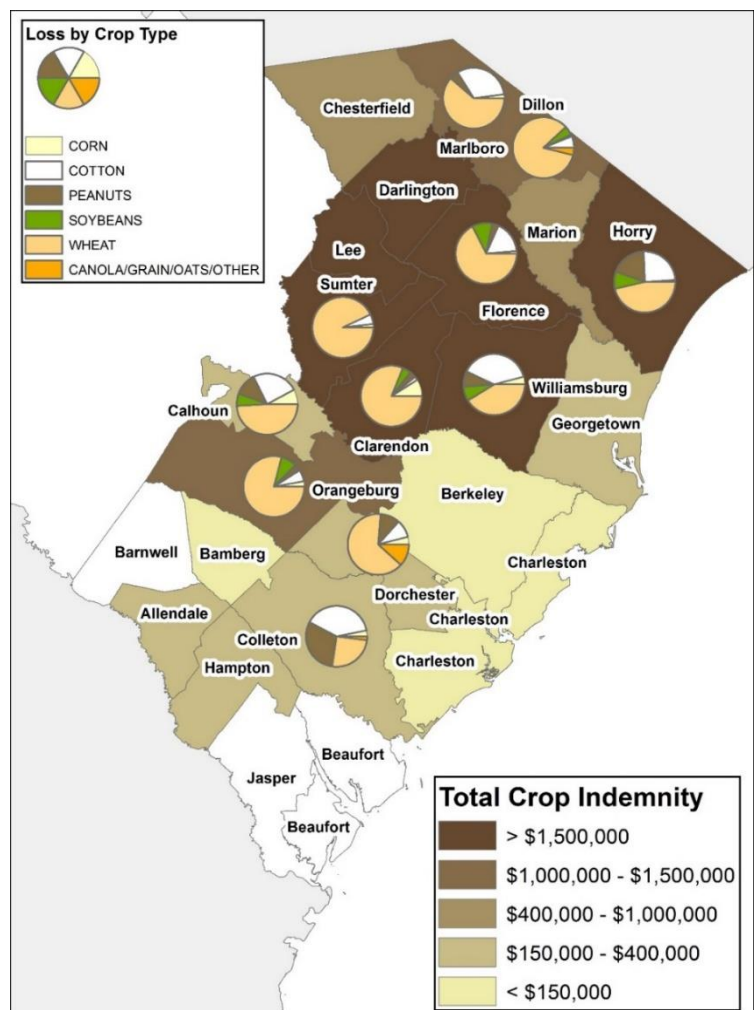 Loss by Crop Type
CORN
COTTON
PEANUTS
SOYBEANS
WHEAT
CANOLA/GRAIN/OATS/OTHER
Chesterfield
Dillon
Marlboro
Darlington
Marion
Horry
Lee
Sumter
Florence
Williamsburg
Calhoun
Georgetown
Clarendon
Orangeburg
Berkeley
Barnwell
Bamberg
Charleston
Dorchester
Allendale
Charleston
Colleton
Charleston
Hampton
Beaufort
Jasper
Beaufort
Total Crop Indemnity
> $1,500,000
$1,000,000 - $1,500,000
$400,000 - $1,000,000
$150,000 - $400,000
< $150,000